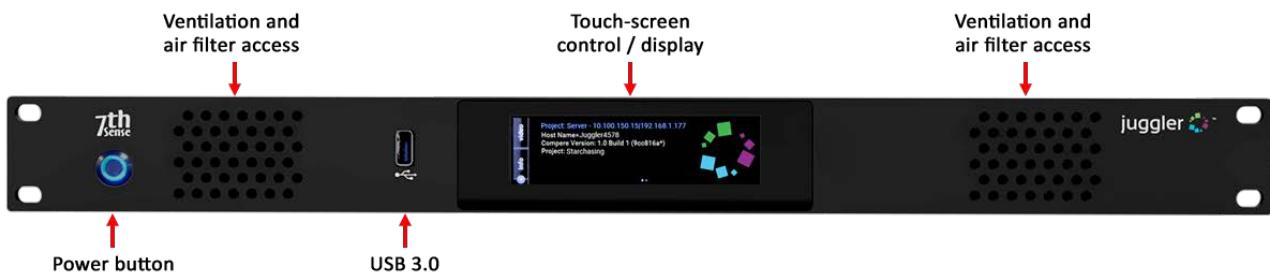 Ventilation and
air filter access
Touch-screen
control / display
Ventilation and
air filter access
7th
Sense
video
info
Project: Server - 10.100.150.15|192.168.1.177
Host Name=Juggler4578
Compere Version: 1.0 Build 1 (9cc816a*)
Project: Starchasing
juggler
Power button
USB 3.0